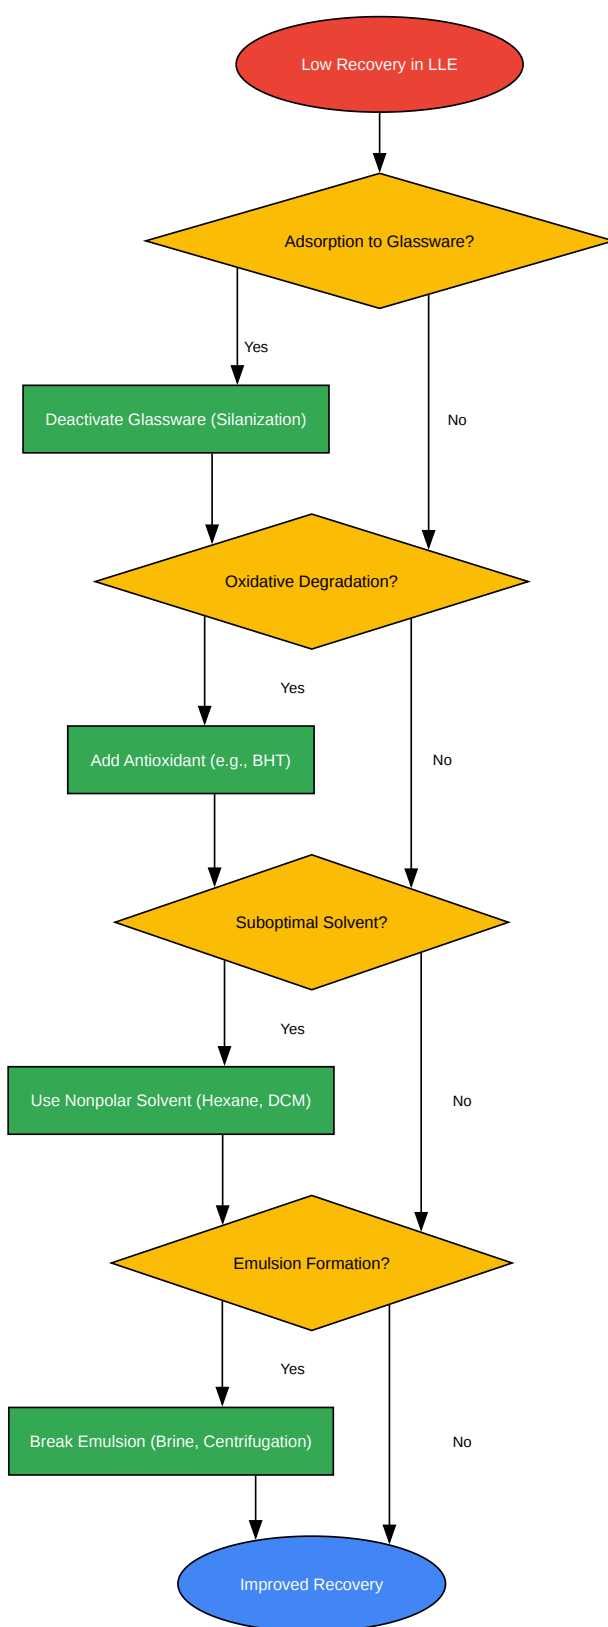 Low Recovery in LLE
Adsorption to Glassware?
Yes
Deactivate Glassware (Silanization)
No
Oxidative Degradation?
Yes
Add Antioxidant (e.g., BHT)
No
Suboptimal Solvent?
Yes
Use Nonpolar Solvent (Hexane, DCM)
No
Emulsion Formation?
Yes
Break Emulsion (Brine, Centrifugation)
No
Improved Recovery